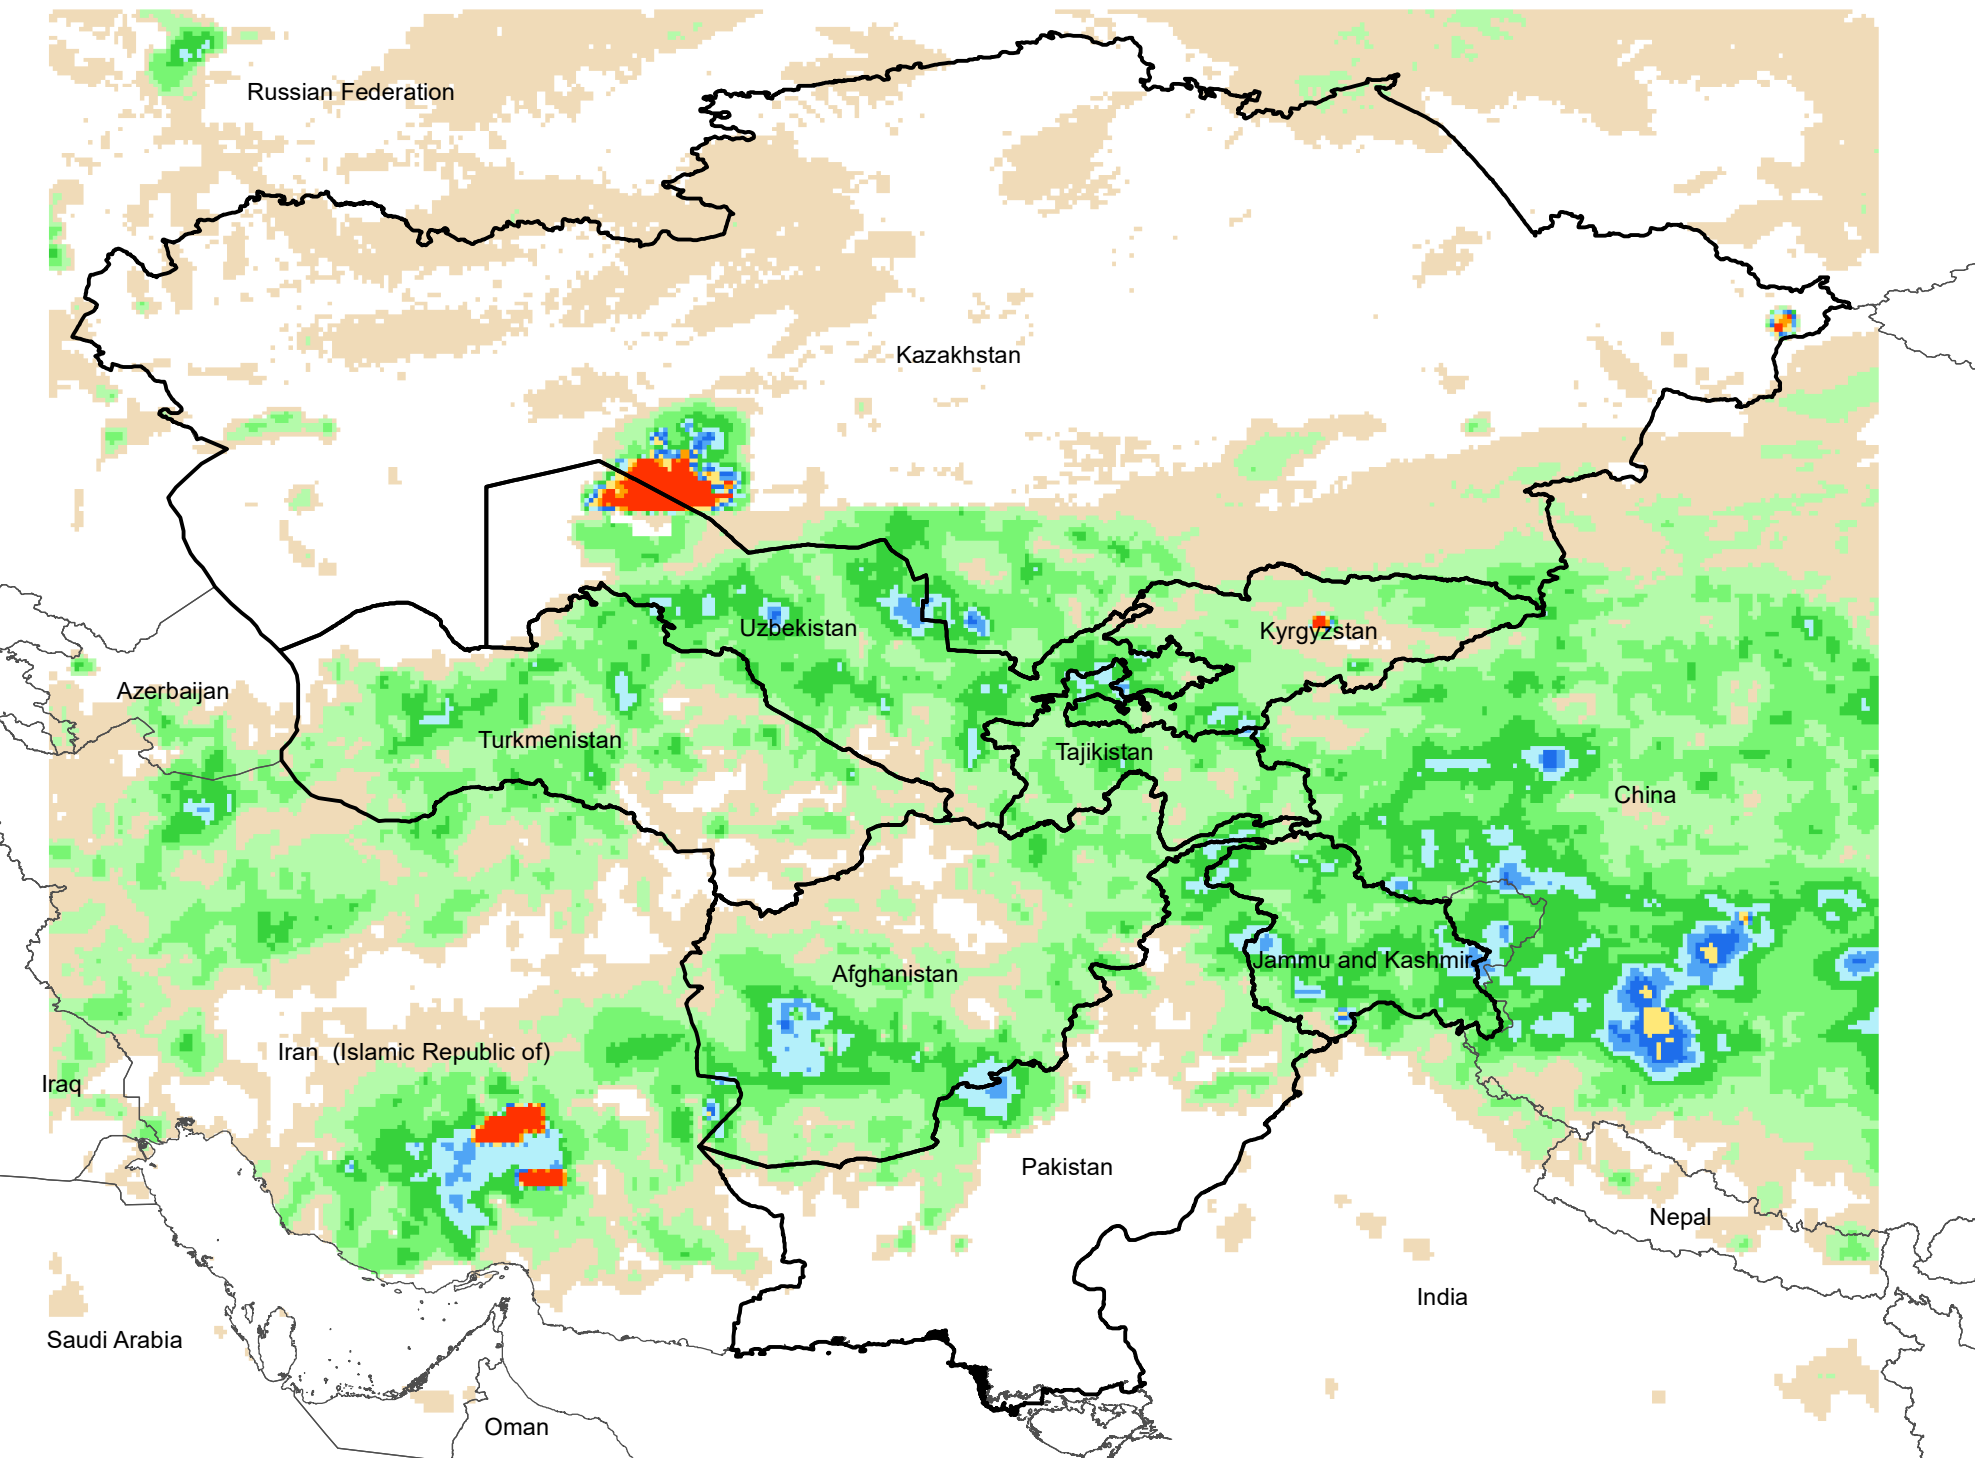 Russian Federation
Kazakhstan
Uzbekistan
Kyrgyzstan
Azerbaijan
Turkmenistan
Tajikistan
China
Afghanistan
Jammu and Kashmir
Iran (Islamic Republic of)
Iraq
Pakistan
Nepal
India
Saudi Arabia
Oman